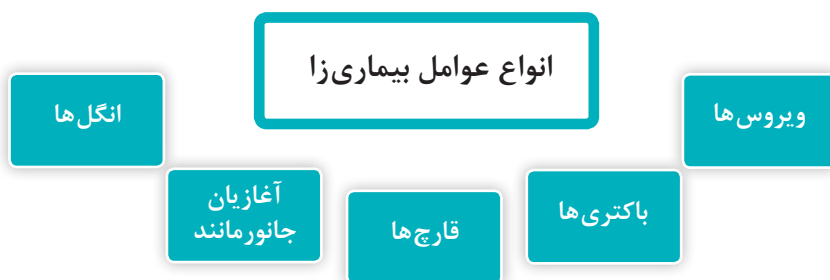 انواع عوامل بیماری‌زا
ویروس‌ها
باکتری‌ها
قارچ‌ها
آغازیان
جانورمانند
انگل‌ها